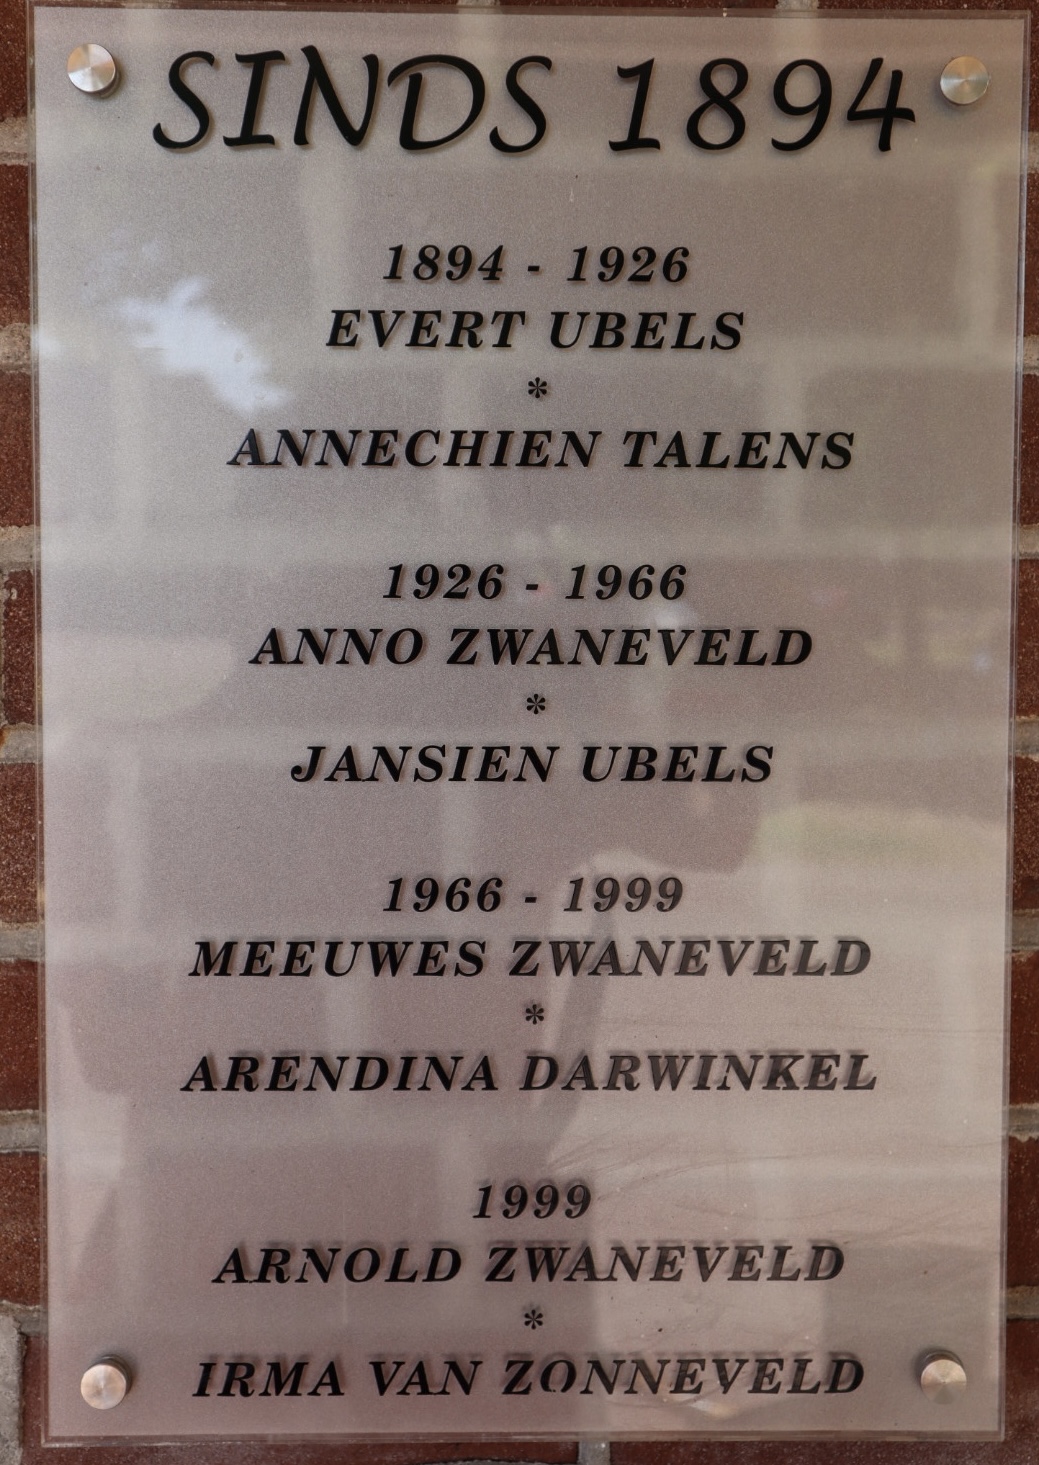 SINDS 1894
1894 - 1926
EVERT UBELS
*
ANNECHIEN TALENS
1926 - 1966
ANNO ZWANEVELD
*
JANSIEN UBELS
1966 - 1999
MEEUWES ZWANEVELD
*
ARENDINA DARWINKEL
1999
ARNOLD ZWANEVELD
*
IRMA VAN ZONNEVELD